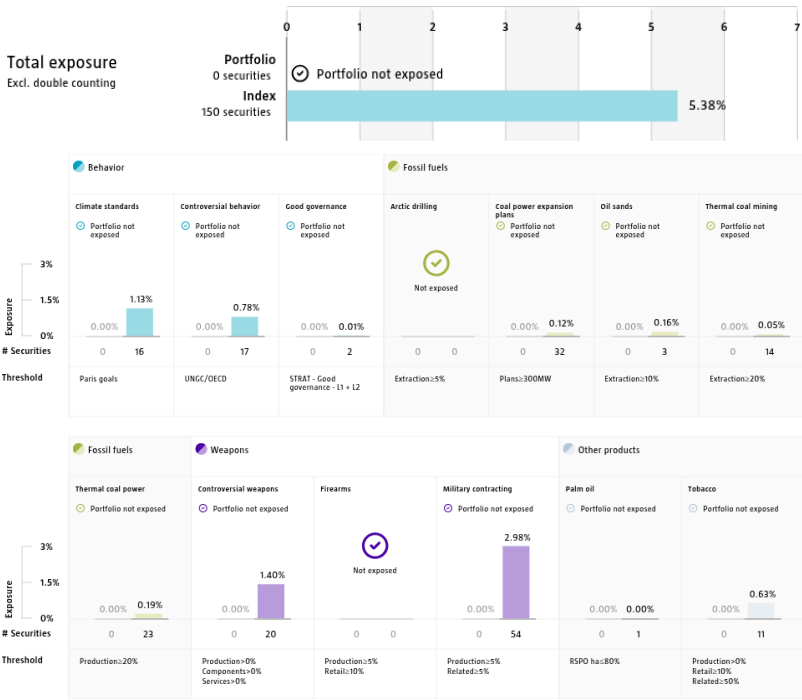 0 1 2 3 4 5 6 7
Total exposure
Excl. double counting
Portfolio
0 securities
Portfolio not exposed
Index
150 securities
5.38%
Behavior
Fossil fuels
Climate standards
Controversial behavior
Good governance
Arctic drilling
Coal power expansion
plans
Oil sands
Thermal coal mining
Portfolio not
exposed
Portfolio not
exposed
Portfolio not
exposed
Not exposed
Portfolio not
exposed
Portfolio not
exposed
Portfolio not
exposed
Exposure
3%
1.5%
0%
0.00% 1.13%
0.00% 0.78%
0.00% 0.01%
0.00% 0.12%
0.00% 0.16%
0.00% 0.05%
# Securities 0 16 0 17 0 2 0 0 0 32 0 3 0 14
Threshold
Paris goals
UNGC/OECD
STRAT - Good
governance - L1 + L2
Extraction≥5%
Plans≥300MW
Extraction≥10%
Extraction≥20%
Fossil fuels
Weapons
Other products
Thermal coal power
Controversial weapons
Firearms
Military contracting
Palm oil
Tobacco
Portfolio not exposed
Portfolio not exposed
Not exposed
Portfolio not exposed
Portfolio not exposed
Portfolio not exposed
Exposure
3%
1.5%
0%
0.00% 0.19%
0.00% 1.40%
0.00% 2.98%
0.00% 0.00%
0.00% 0.63%
# Securities 0 23 0 20 0 0 0 54 0 1 0 11
Threshold
Production≥20%
Production>0%
Components>0%
Services>0%
Production≥5%
Retail≥10%
Production≥5%
Related≥5%
RSPO ha≤80%
Production>0%
Retail≥10%
Related≥50%